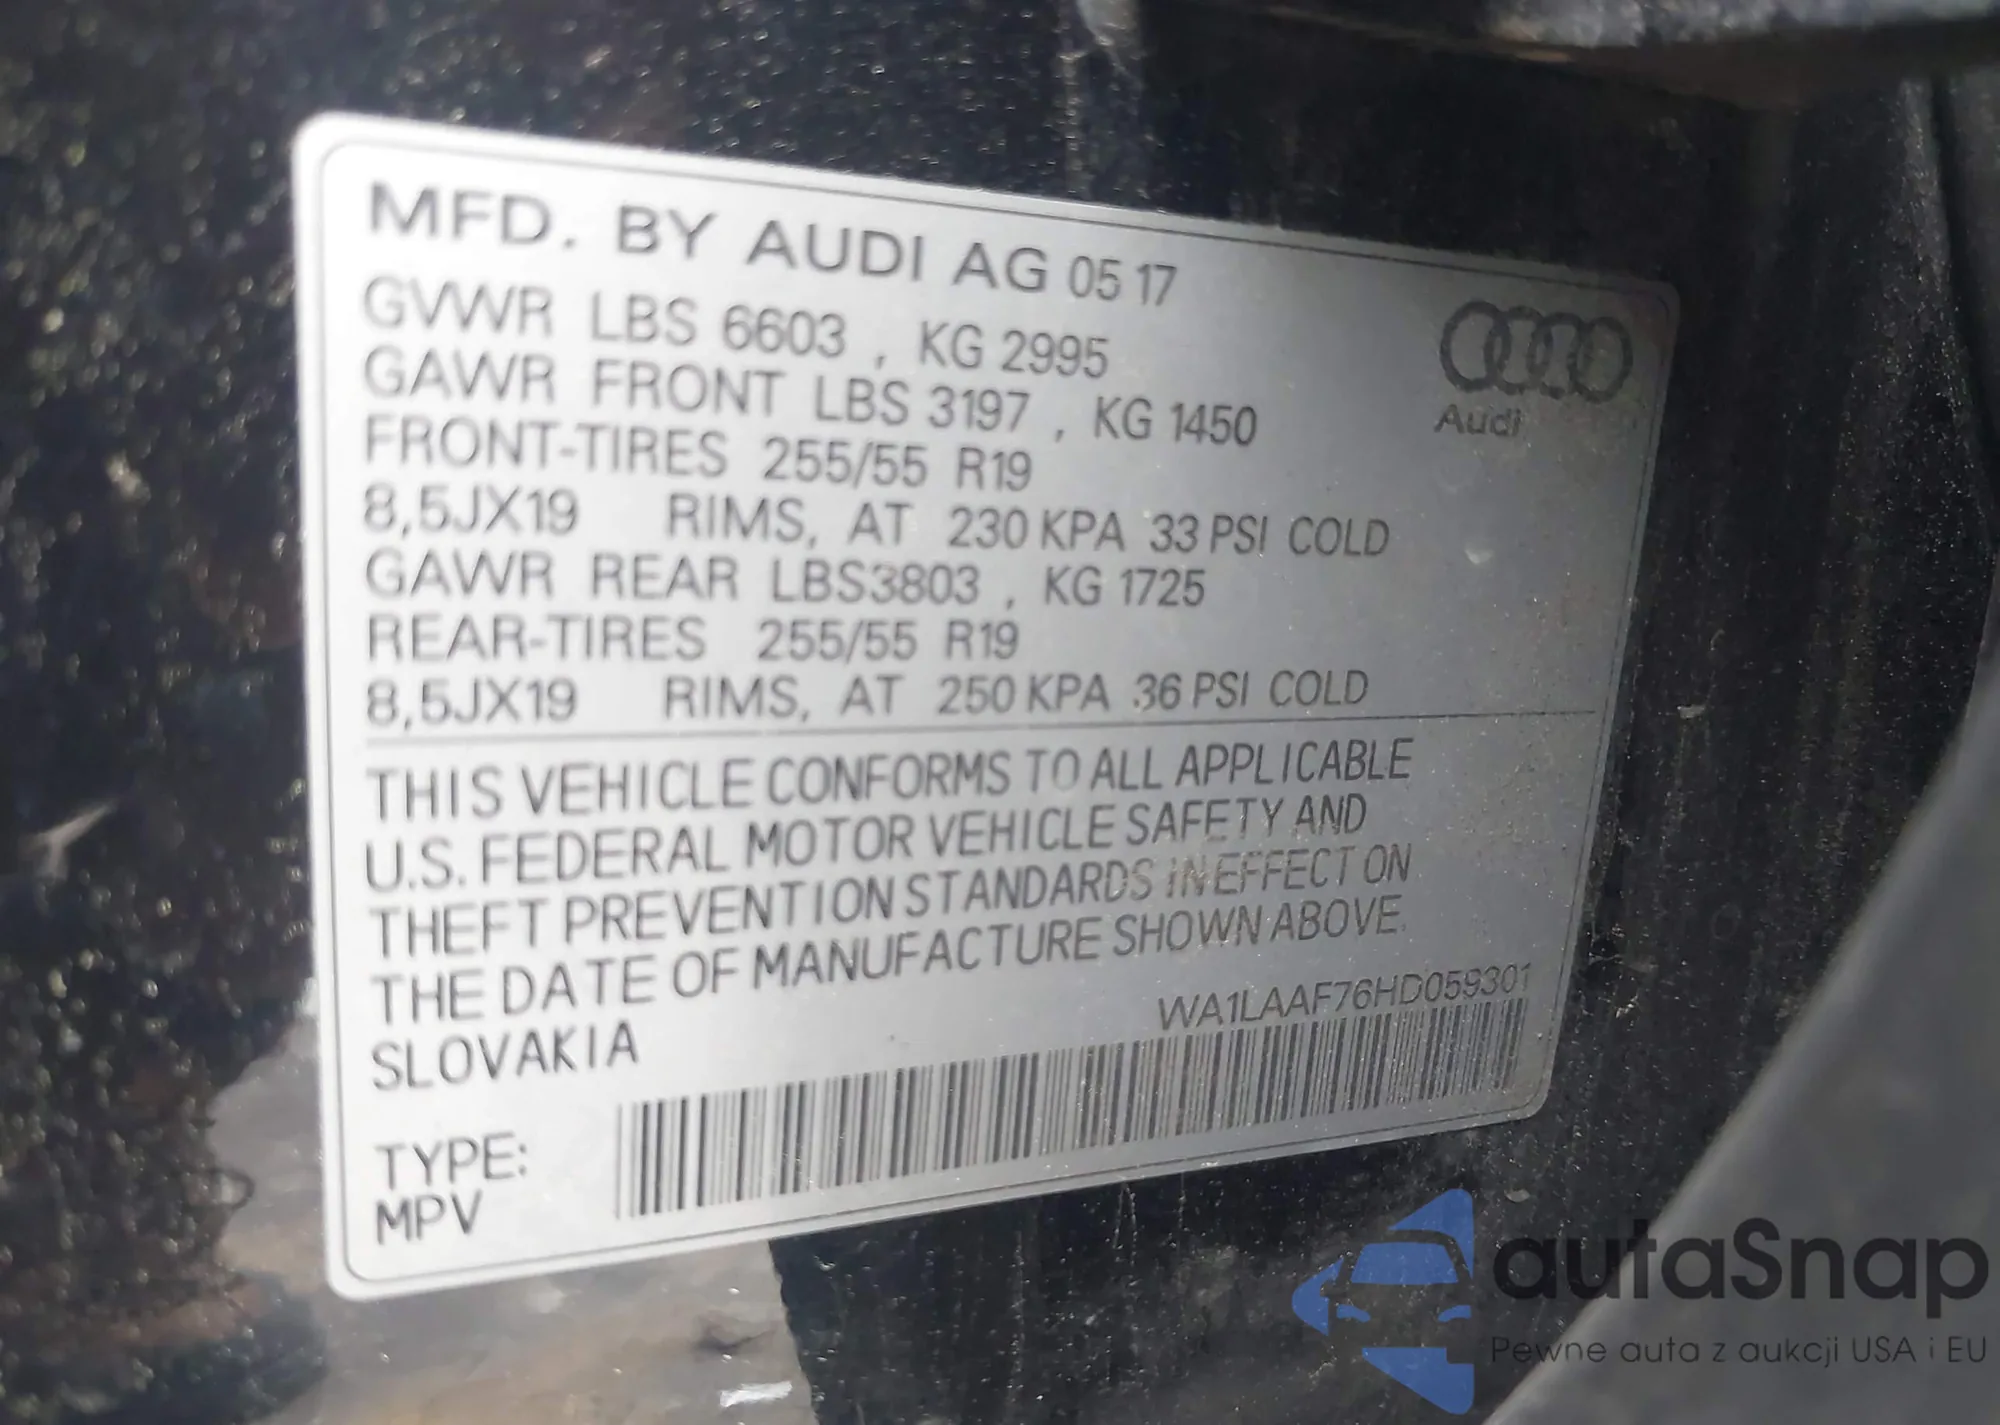 MFD. BY AUDI AG 05 17
GVWR LBS 6603 , KG 2995
GAWR FRONT LBS 3197 , KG 1450
FRONT-TIRES 255/55 R19
8,5JX19 RIMS, AT 230 KPA 33 PSI COLD
GAWR REAR LBS3803 , KG 1725
REAR-TIRES 255/55 R19
8,5JX19 RIMS, AT 250 KPA 36 PSI COLD
Audi
THIS VEHICLE CONFORMS TO ALL APPLICABLE
U.S. FEDERAL MOTOR VEHICLE SAFETY AND
THEFT PREVENTION STANDARDS IN EFFECT ON
THE DATE OF MANUFACTURE SHOWN ABOVE.
SLOVAKIA
WA1LAAF76HD059301
TYPE:
MPV
autaSnap
Pewne auta z aukcji USA i EU